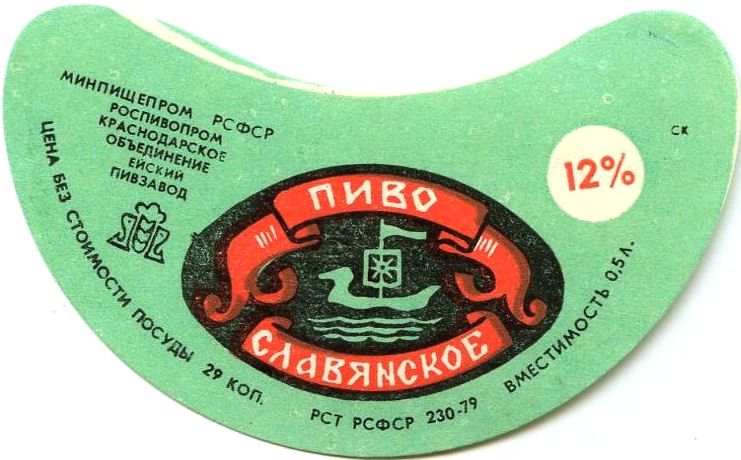 МИНПИЩЕПРОМ РСФСР
РОСПИВОПРОМ
КРАСНОДАРСКОЕ
ОБЪЕДИНЕНИЕ
ЕЙСКИЙ
ПИВЗАВОД
СК
12%
ПИВО
СЛАВЯНСКОЕ
ЦЕНА БЕЗ СТОИМОСТИ ПОСУДЫ 29 КОП.
РСТ РСФСР 230-79
ВМЕСТИМОСТЬ 0,5 Л.